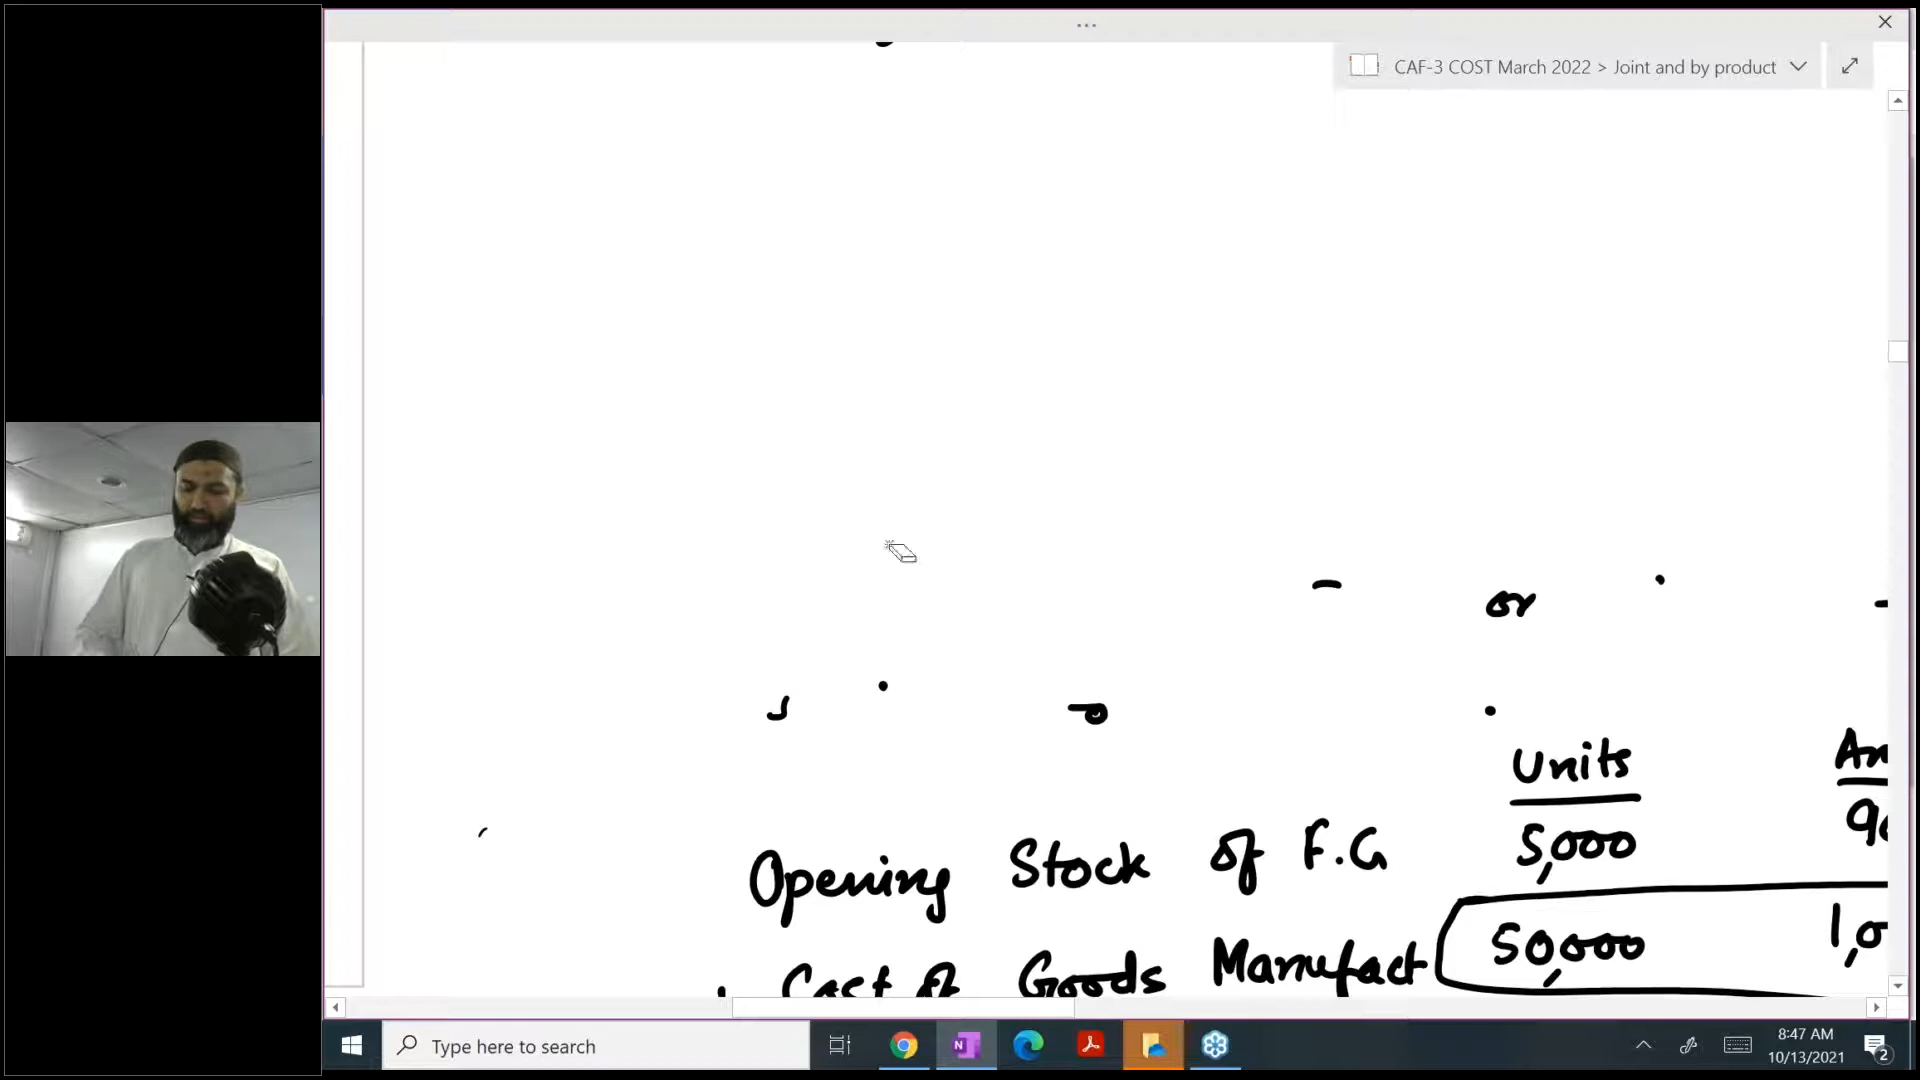 CAF-3 COST March 2022 > Joint and by product
or
Units
5,000
Opening Stock of F.G
50,000
Cost of Goods Manufact
Type here to search
8:47 AM
10/13/2021
2